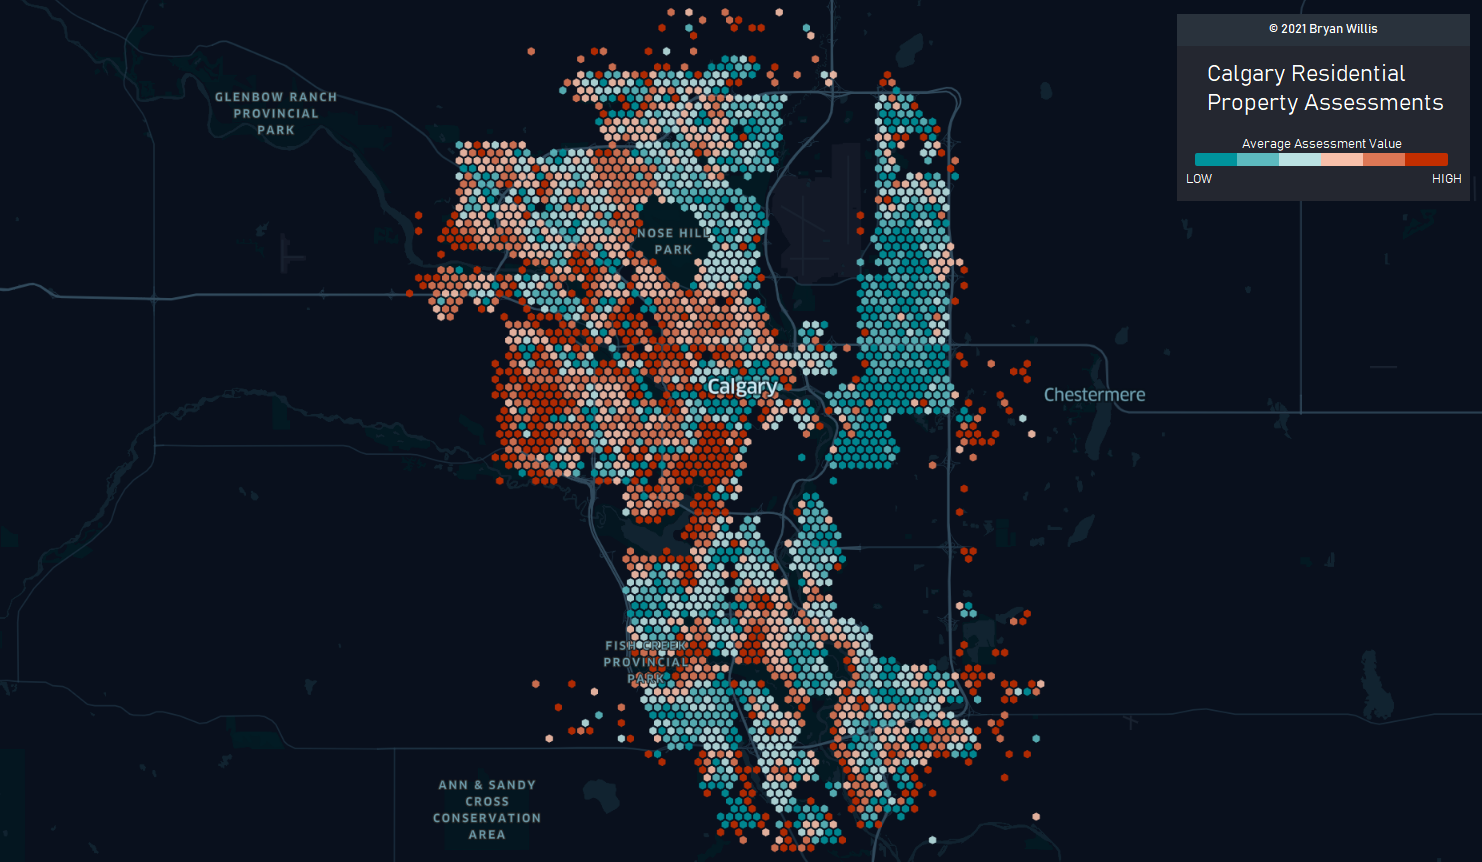 © 2021 Bryan Willis
Calgary Residential
Property Assessments
Average Assessment Value
LOW HIGH
GLENBOW RANCH
PROVINCIAL
PARK
NOSE HILL
PARK
Calgary
Chestermere
FISH CREEK
PROVINCIAL
PARK
ANN & SANDY
CROSS
CONSERVATION
AREA